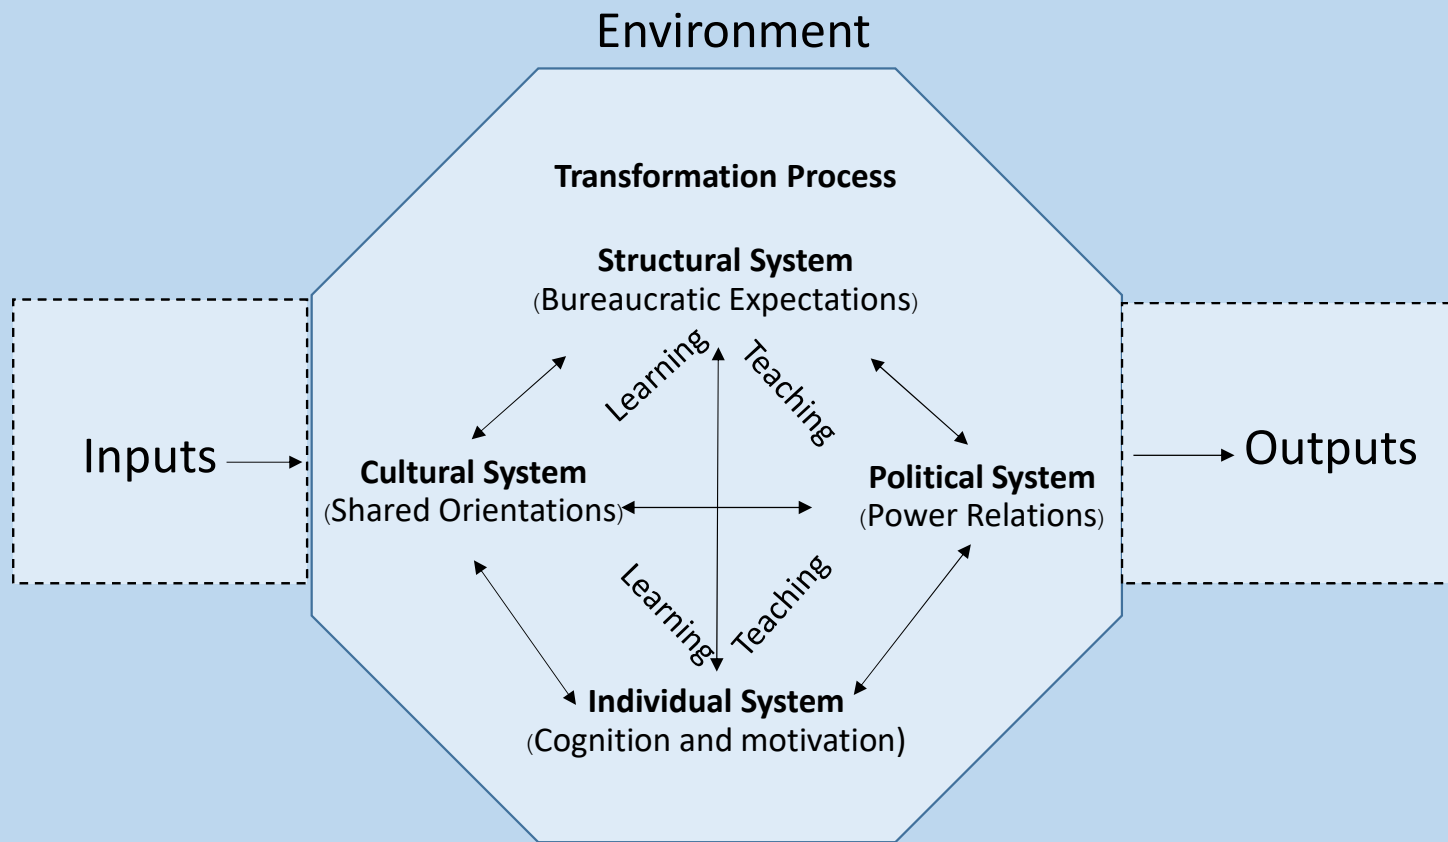 Environment
Transformation Process
Structural System
(Bureaucratic Expectations)
Learning
Teaching
Inputs
Cultural System
(Shared Orientations)
Political System
(Power Relations)
Outputs
Learning
Teaching
Individual System
(Cognition and motivation)